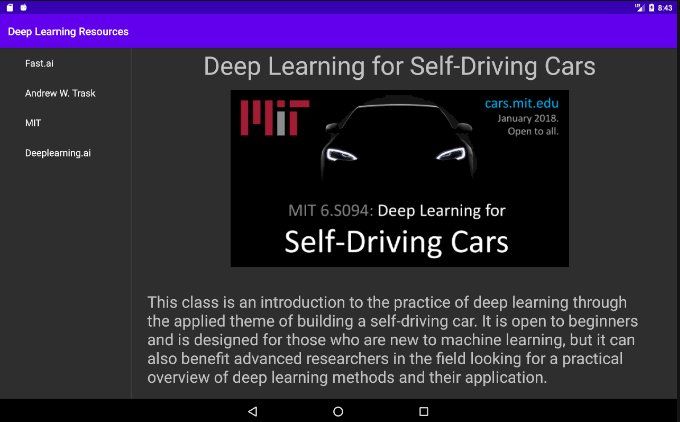 8:43
Deep Learning Resources
Fast.ai
Andrew W. Trask
MIT
Deeplearning.ai
Deep Learning for Self-Driving Cars
MIT
cars.mit.edu
January 2018.
Open to all.
MIT 6.S094: Deep Learning for
Self-Driving Cars
This class is an introduction to the practice of deep learning through
the applied theme of building a self-driving car. It is open to beginners
and is designed for those who are new to machine learning, but it can
also benefit advanced researchers in the field looking for a practical
overview of deep learning methods and their application.